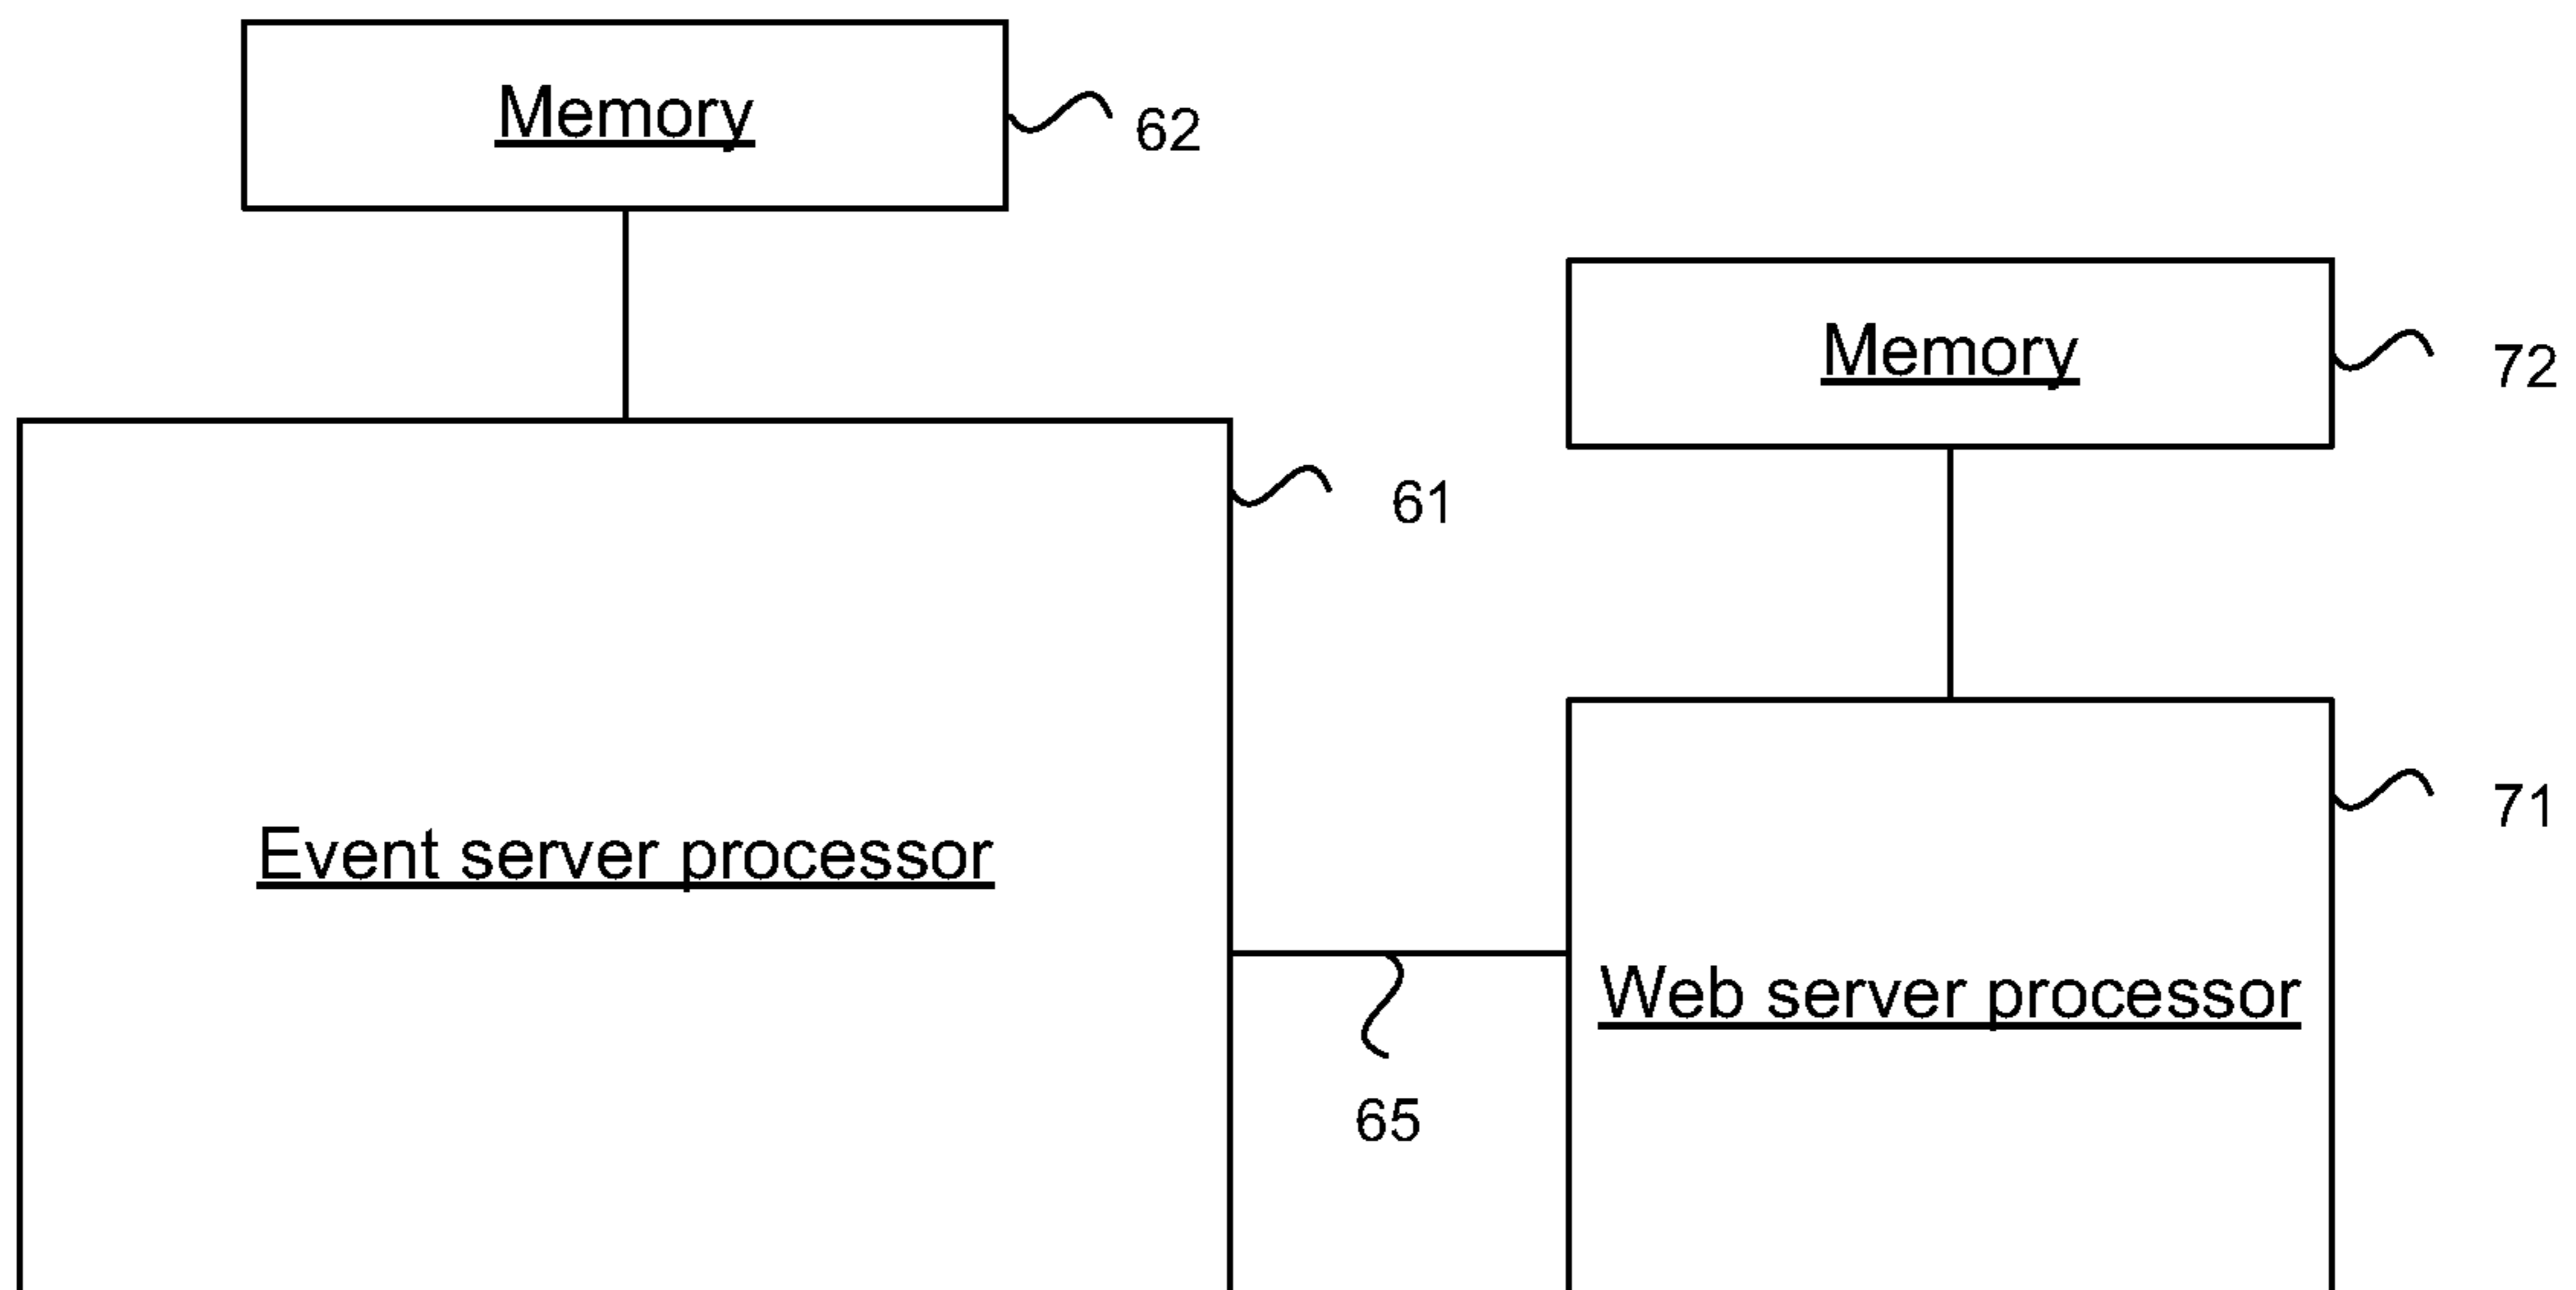 Memory
62
Memory
72
61
71
Event server processor
Web server processor
65